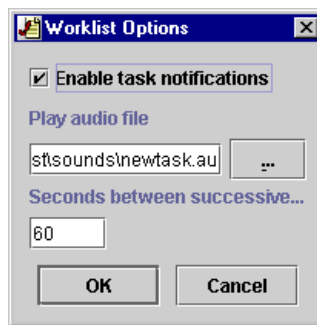 Worklist Options
Enable task notifications
Play audio file
st\sounds\newtask.au
...
Seconds between successive...
60
OK
Cancel